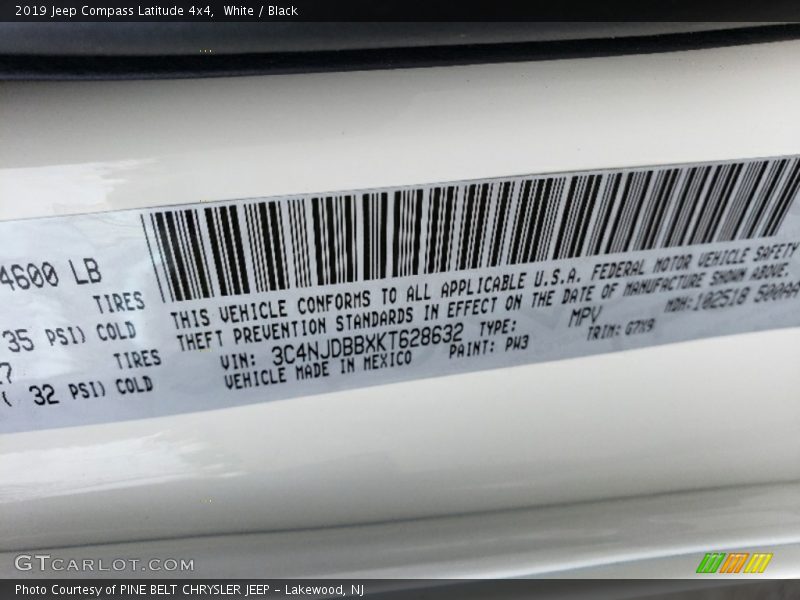 2019 Jeep Compass Latitude 4x4,  White / Black
4600 LB
TIRES
35 PSI) COLD
TIRES
( 32 PSI) COLD
THIS VEHICLE CONFORMS TO ALL APPLICABLE U.S.A. FEDERAL MOTOR VEHICLE SAFETY
THEFT PREVENTION STANDARDS IN EFFECT ON THE DATE OF MANUFACTURE SHOWN ABOVE.
VIN: 3C4NJDBBXKT628632 TYPE: MPV MDH:102518 500AA
VEHICLE MADE IN MEXICO PAINT: PW3 TRIM: G7X9
GTCARLOT.COM
Photo Courtesy of PINE BELT CHRYSLER JEEP - Lakewood, NJ